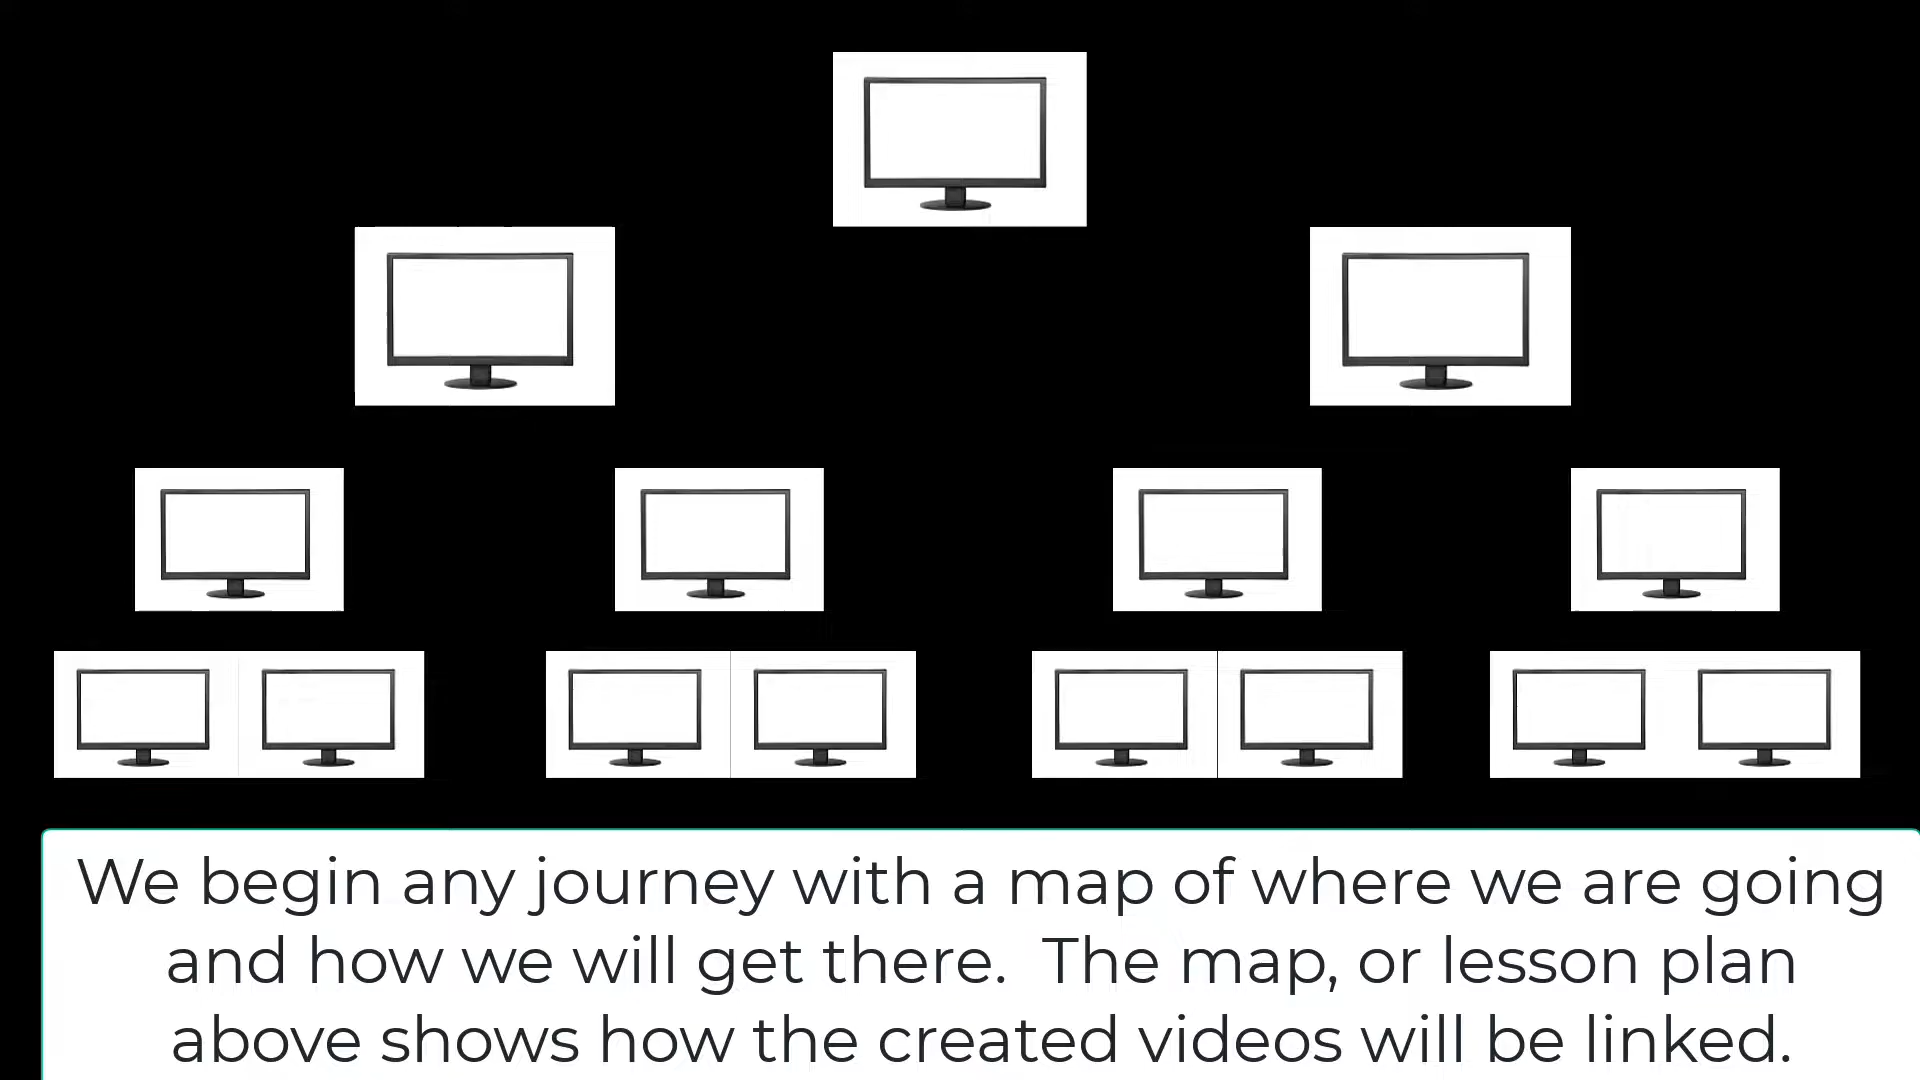 We begin any journey with a map of where we are going
and how we will get there.  The map, or lesson plan
above shows how the created videos will be linked.